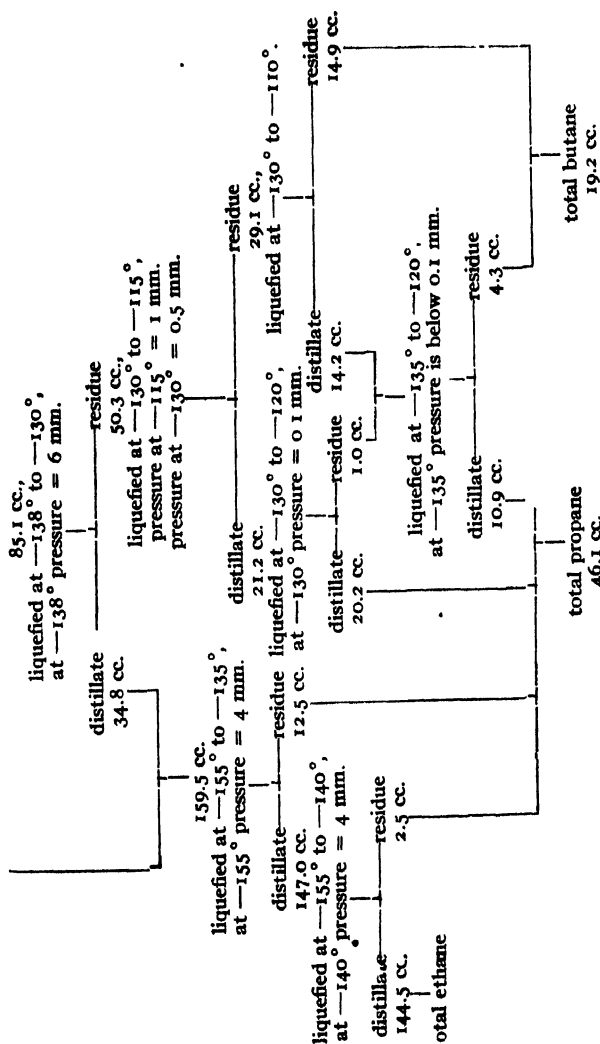 85.1 cc.,
liquefied at —138° to —130°,
at —138° pressure = 6 mm.
distillate
34.8 cc.
residue
50.3 cc.,
liquefied at —130° to —115°,
pressure at —115° = 1 mm.
pressure at —130° = 0.5 mm.
159.5 cc.
liquefied at —155° to —135°,
at —155° pressure = 4 mm.
distillate
21.2 cc.
liquefied at —130° to —120°,
at —130° pressure = 0 1 mm.
residue
29.1 cc.,
liquefied at —130° to —110°.
distillate
147.0 cc.
liquefied at —155° to —140°,
at —140° pressure = 4 mm.
residue
12.5 cc.
distillate
20.2 cc.
residue
1.0 cc.
distillate
14.2 cc.
residue
14.9 cc.
liquefied at —135° to —120°,
at —135° pressure is below 0.1 mm.
distillate
144.5 cc.
otal ethane
residue
2.5 cc.
distillate
10.9 cc.
residue
4.3 cc.
total propane
46.1 cc.
total butane
19.2 cc.